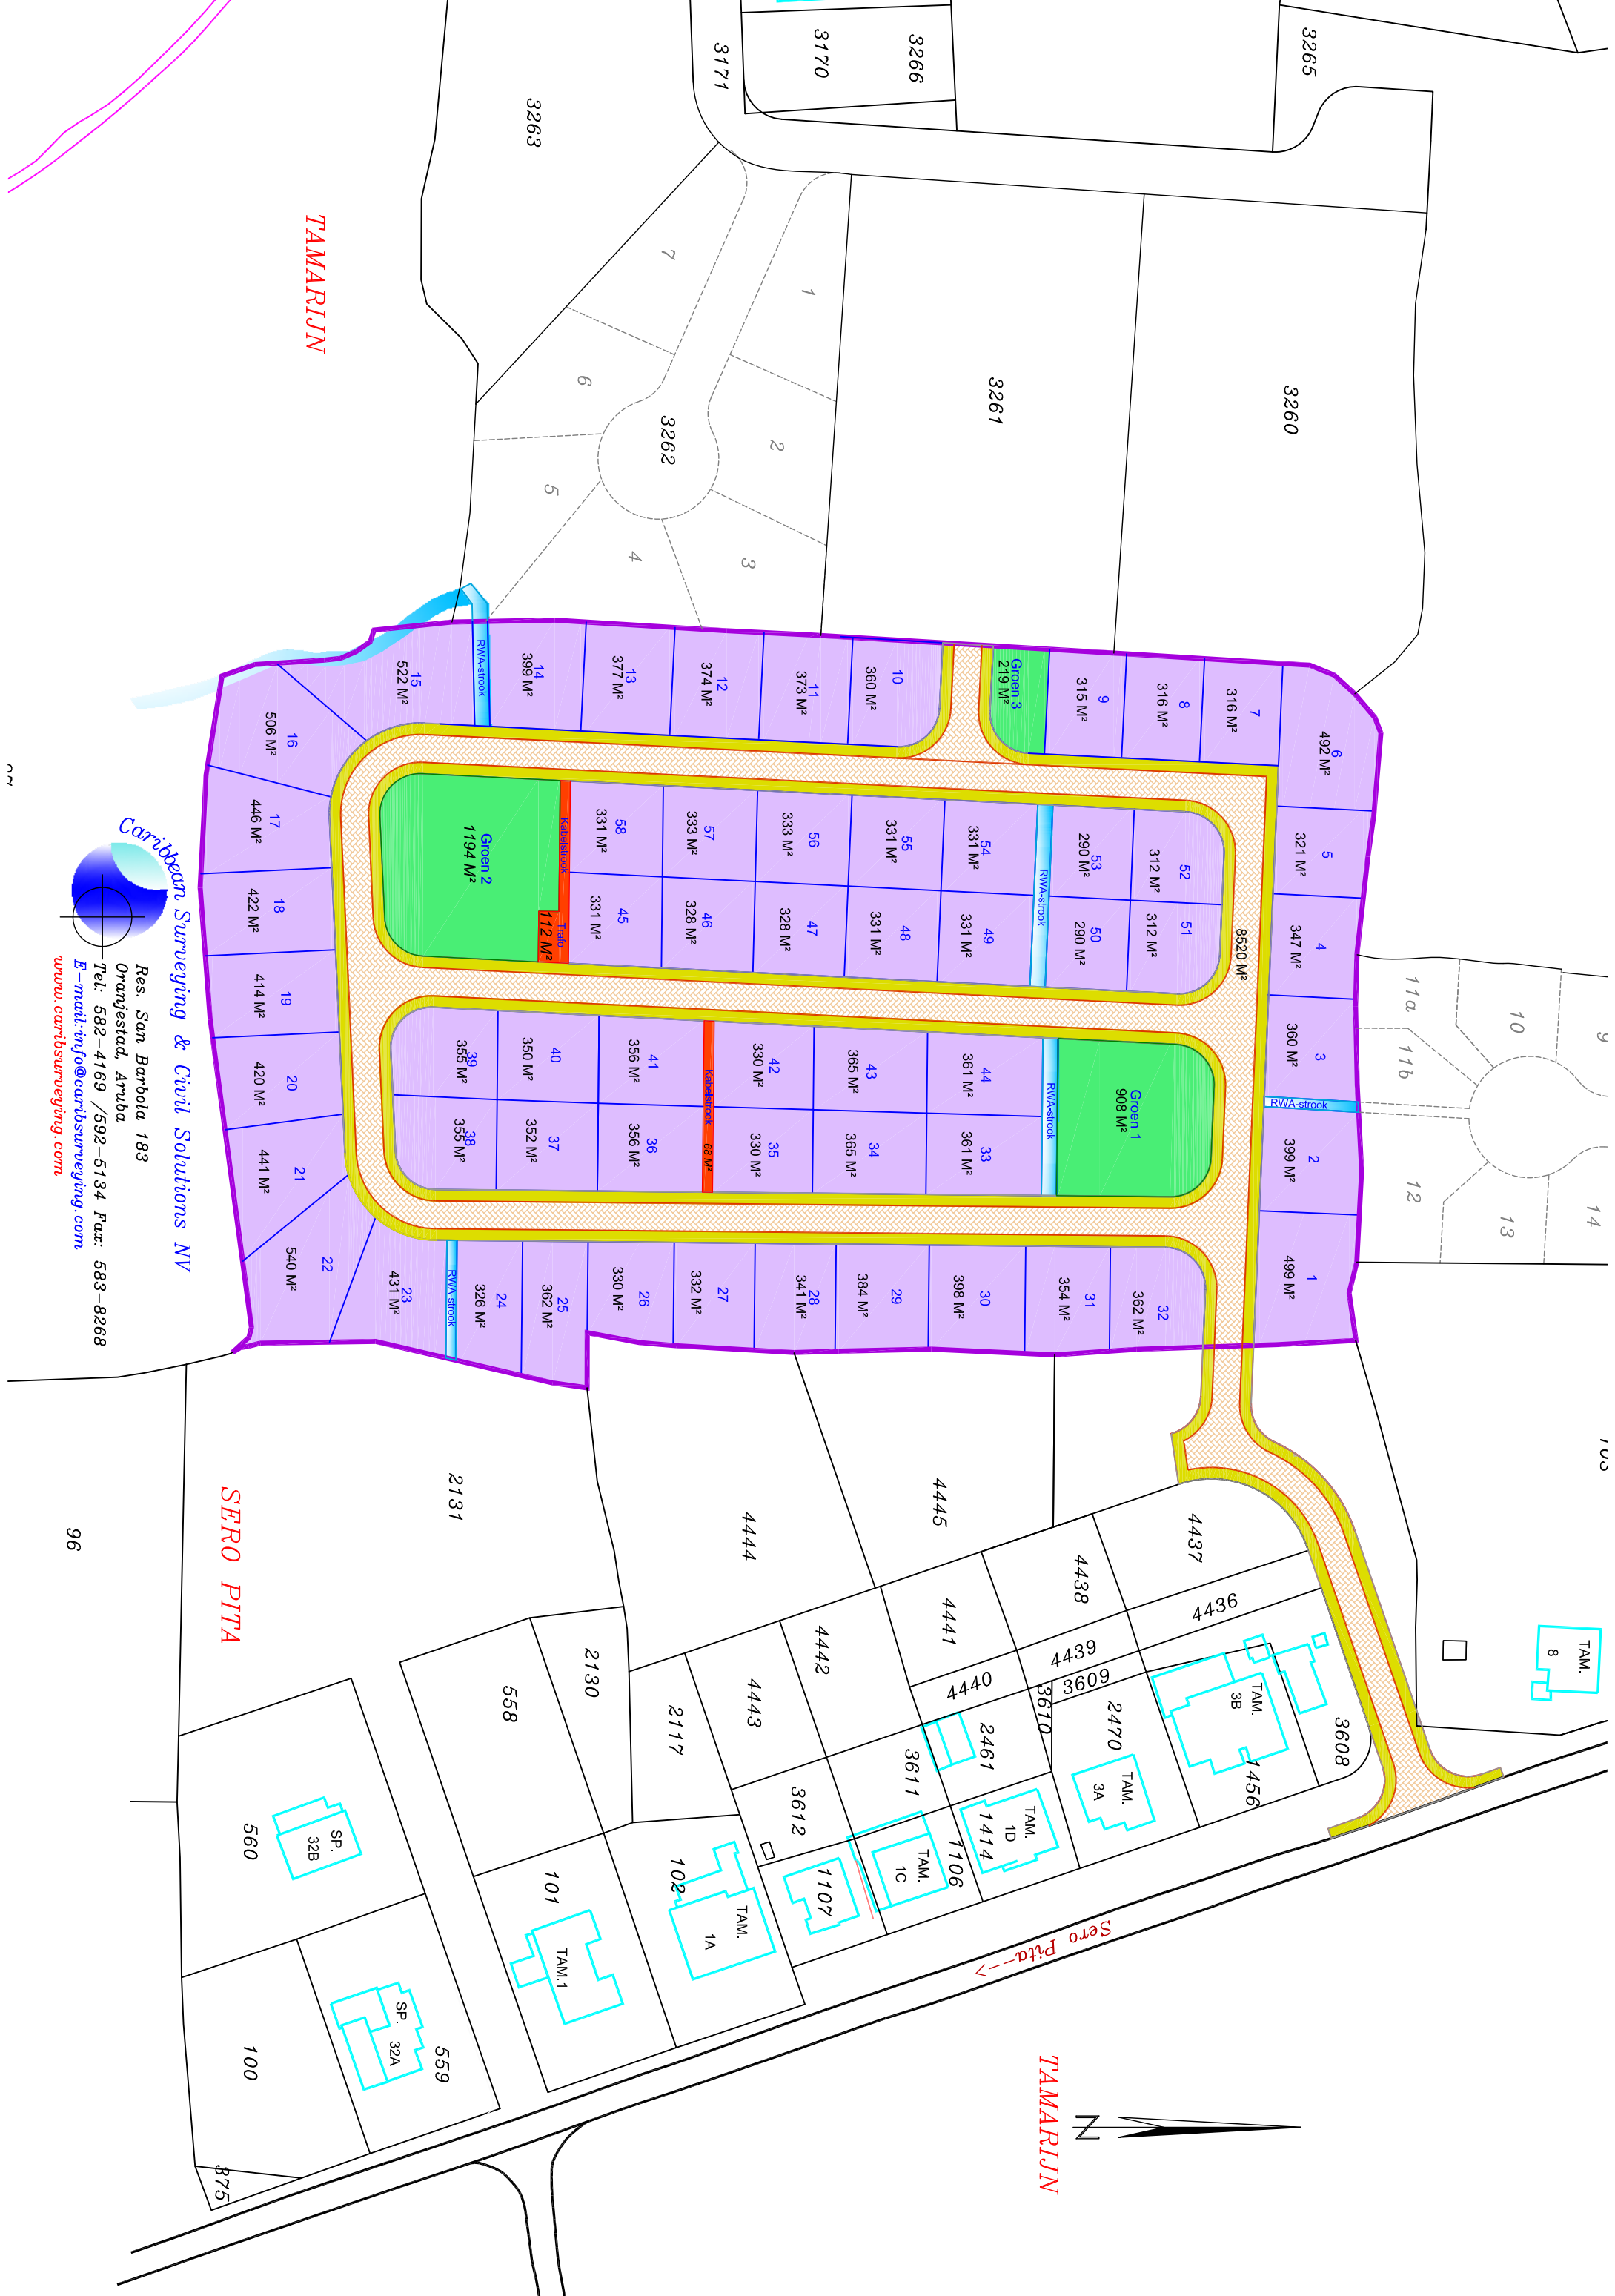 3171
3170
3266
3265
3263
TAMARIJN
7
1
6
2
3262
5
4
3
3261
3260
RWA-strook
15
522 M²
14
399 M²
13
377 M²
12
374 M²
11
373 M²
10
360 M²
Groen 3
219 M²
9
315 M²
8
316 M²
7
316 M²
6
492 M²
16
506 M²
17
446 M²
18
422 M²
19
414 M²
20
420 M²
21
441 M²
22
540 M²
23
431 M²
5
321 M²
4
347 M²
3
360 M²
RWA-strook
2
399 M²
1
499 M²
Groen 2
1194 M²
Kabelstrook
Trafo
112 M²
58
331 M²
57
333 M²
56
333 M²
55
331 M²
54
331 M²
RWA-strook
53
290 M²
52
312 M²
45
331 M²
46
328 M²
47
328 M²
48
331 M²
49
331 M²
50
290 M²
51
312 M²
8520 M²
39
355 M²
40
350 M²
41
356 M²
Kabelstrook
68 M²
42
330 M²
43
365 M²
44
361 M²
RWA-strook
Groen 1
908 M²
38
355 M²
37
352 M²
36
356 M²
35
330 M²
34
365 M²
33
361 M²
RWA-strook
24
326 M²
25
362 M²
26
330 M²
27
332 M²
28
341 M²
29
384 M²
30
398 M²
31
354 M²
32
362 M²
11a
11b
10
9
12
13
14
Caribbean Surveying & Civil Solutions NV
Res. San Barbola 183
Oranjestad, Aruba
Tel: 582-4169 /592-5134 Fax: 583-8268
E-mail:info@caribsurveying.com
www.caribsurveying.com
96
SERO PITA
2131
4444
4445
4437
4438
4436
4441
4439
4440
3609
3610
4442
4443
2130
558
2117
2461
2470
3611
3612
1456
3608
1414
1106
1107
102
101
560
559
100
375
TAM.
8
TAM.
3B
TAM.
3A
TAM.
1D
TAM.
1C
TAM.
1A
TAM.1
SP.
32B
SP.
32A
Sero Pita--->
TAMARIJN
N